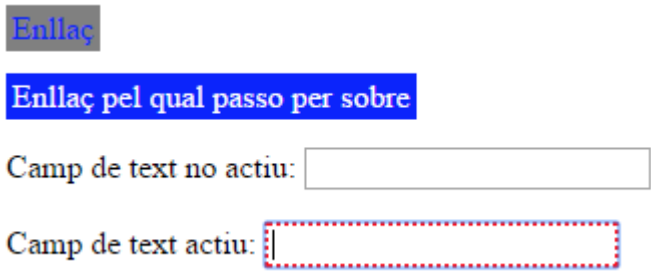 Enllaç
Enllaç pel qual passo per sobre
Camp de text no actiu:
Camp de text actiu: